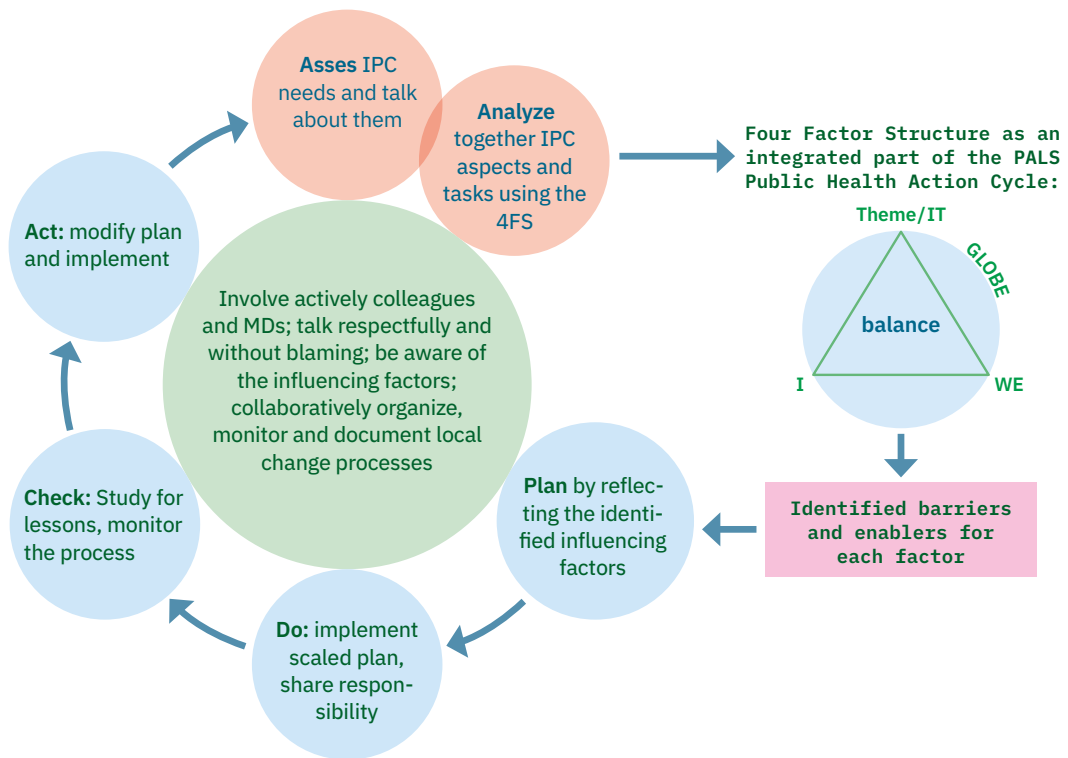 Asses IPC
needs and talk
about them
Analyze
together IPC
aspects and
tasks using the
4FS
Four Factor Structure as an
integrated part of the PALS
Public Health Action Cycle:
Theme/IT
GLOBE
balance
I
WE
Identified barriers
and enablers for
each factor
Plan by reflec-
ting the identi-
fied influencing
factors
Do: implement
scaled plan,
share respon-
sibility
Check: Study for
lessons, monitor
the process
Act: modify plan
and implement
Involve actively colleagues
and MDs; talk respectfully and
without blaming; be aware of
the influencing factors;
collaboratively organize,
monitor and document local
change processes